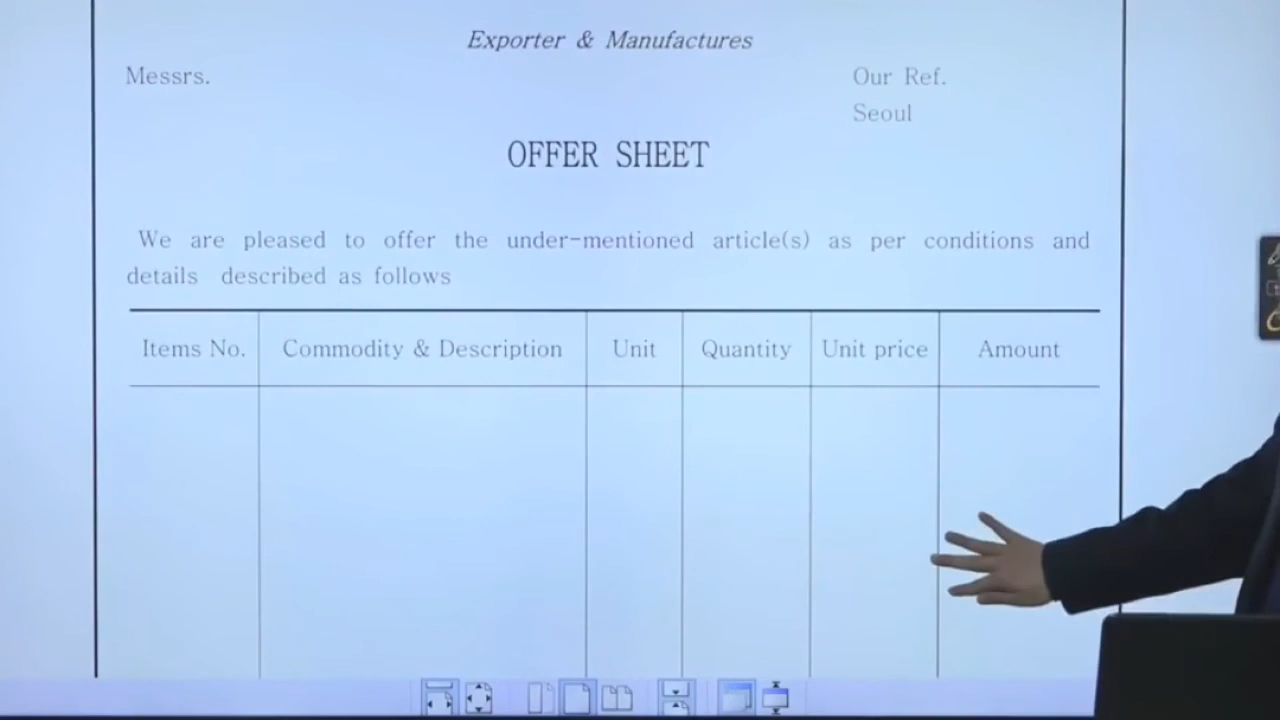 Exporter & Manufactures
Messrs.
Our Ref.
Seoul
OFFER SHEET
We are pleased to offer the under-mentioned article(s) as per conditions and
details described as follows
Items No. Commodity & Description Unit Quantity Unit price Amount